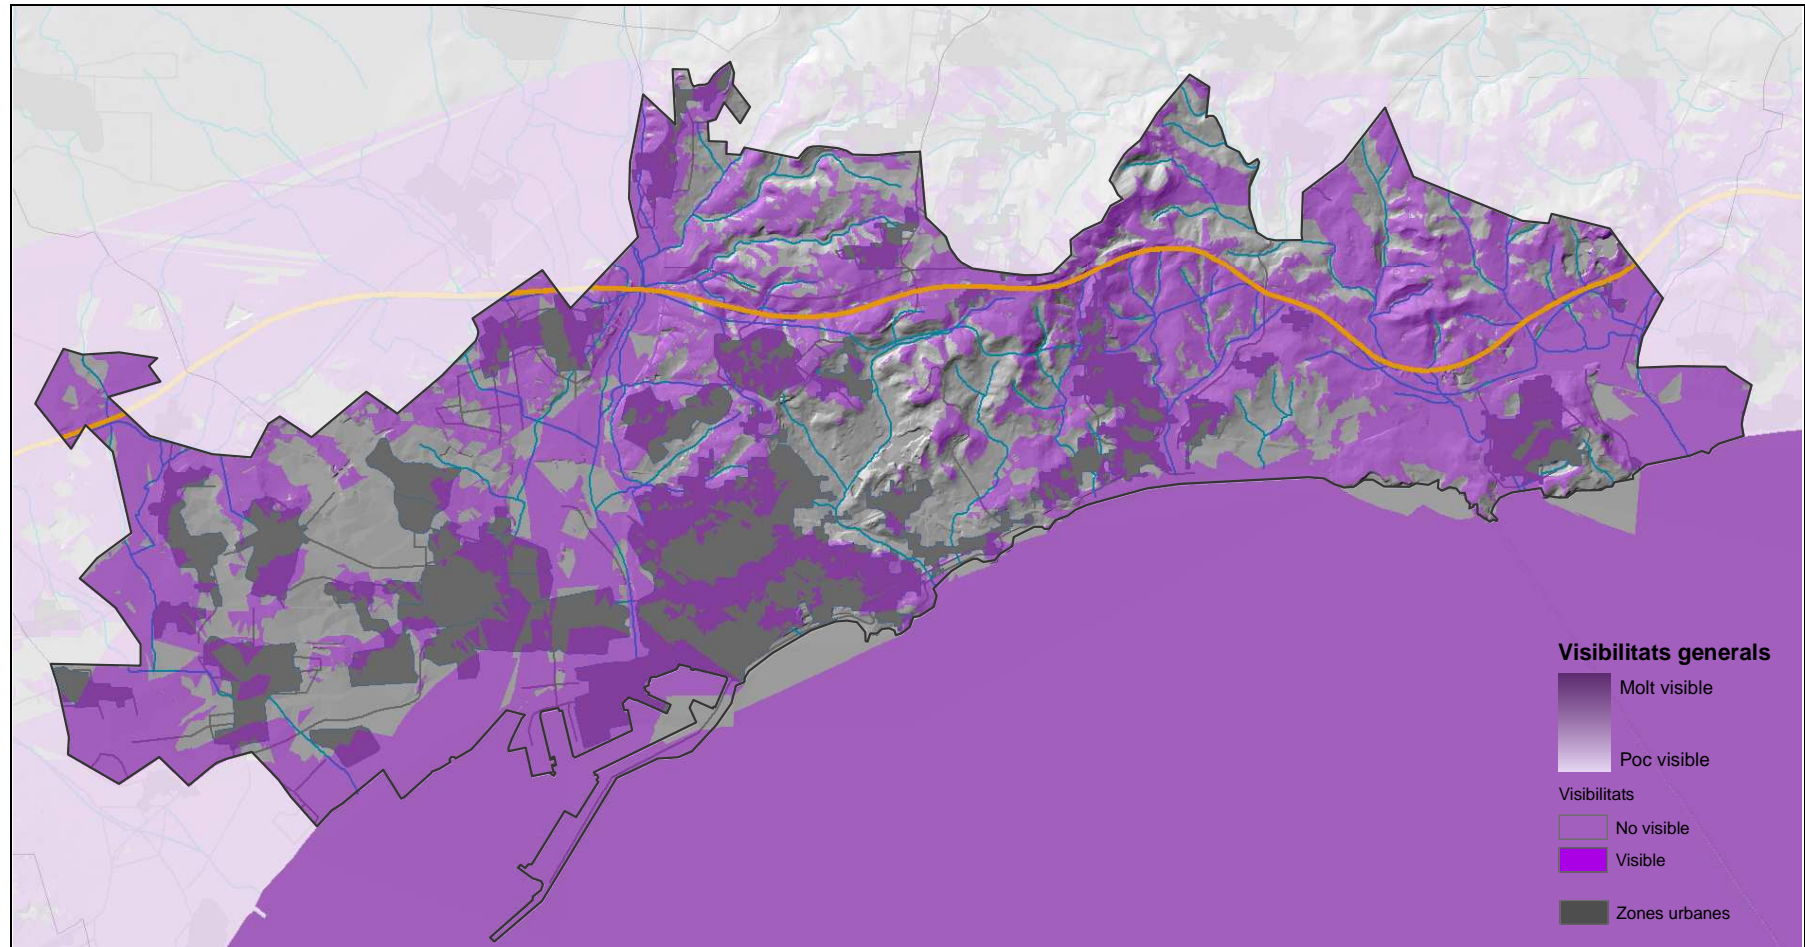 Visibilitats generals
Molt visible
Poc visible
Visibilitats
No visible
Visible
Zones urbanes